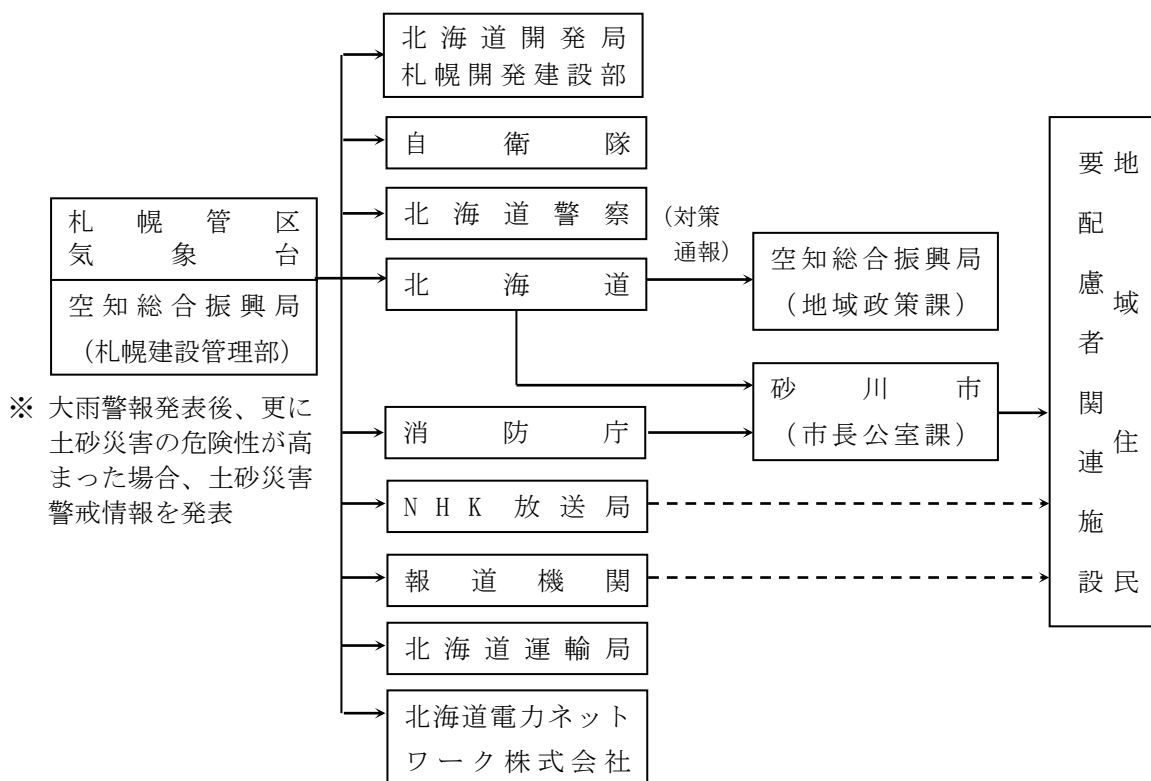 北海道開発局
札幌開発建設部
自衛隊
北海道警察
札幌管区
気象台
空知総合振興局
（札幌建設管理部）
※ 大雨警報発表後、更に
土砂災害の危険性が高
まった場合、土砂災害
警戒情報を発表
北海道
（対策
通報）
空知総合振興局
（地域政策課）
砂川市
（市長公室課）
消防庁
NHK放送局
報道機関
北海道運輸局
北海道電力ネット
ワーク株式会社
地域住民
要配慮者関連施設